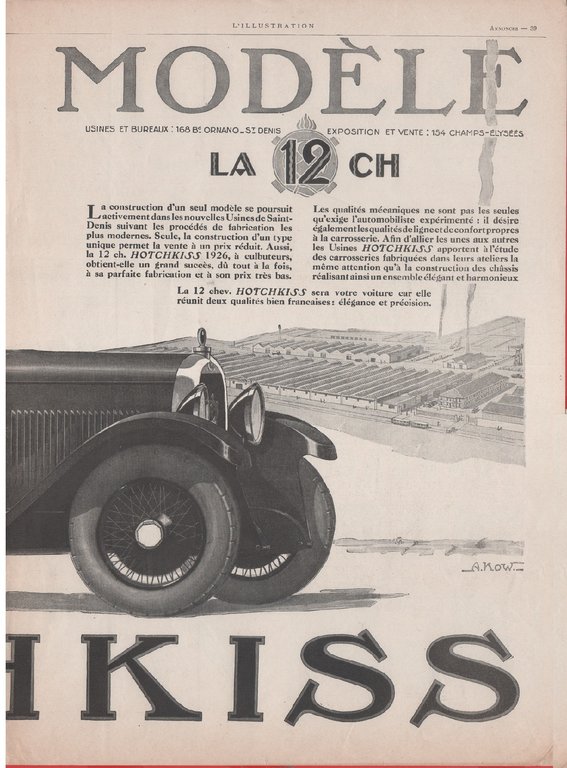 L'ILLUSTRATION
ANNONCES — 39
MODÈLE
USINES ET BUREAUX : 168 Bᵈ ORNANO_Sᵗ DENIS
EXPOSITION ET VENTE : 154 CHAMPS-ÉLYSÉES
LA 12 CH
La construction d'un seul modèle se poursuit
activement dans les nouvelles Usines de Saint-
Denis suivant les procédés de fabrication les
plus modernes. Seule, la construction d'un type
unique permet la vente à un prix réduit. Aussi,
la 12 ch. HOTCHKISS 1926, à culbuteurs,
obtient-elle un grand succès, dû tout à la fois,
à sa parfaite fabrication et à son prix très bas.
Les qualités mécaniques ne sont pas les seules
qu'exige l'automobiliste expérimenté : il désire
également les qualités de ligne et de confort propres
à la carrosserie. Afin d'allier les unes aux autres
les Usines HOTCHKISS apportent à l'étude
des carrosseries fabriquées dans leurs ateliers la
même attention qu'à la construction des châssis
réalisant ainsi un ensemble élégant et harmonieux
La 12 chev. HOTCHKISS sera votre voiture car elle
réunit deux qualités bien françaises : élégance et précision.
A. KOW.
HKISS